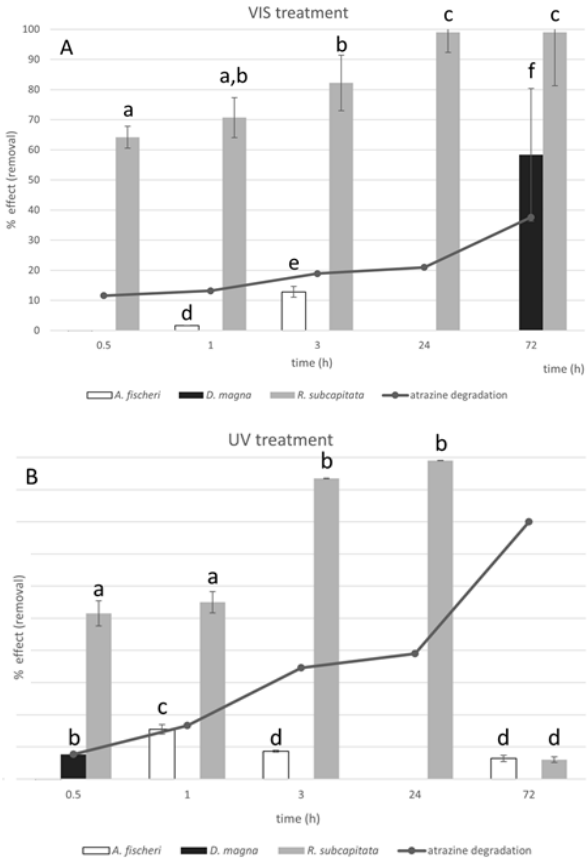 VIS treatment
A
% effect (removal)
100
90
80
70
60
50
40
30
20
10
0
a
a,b
b
c
c
d
e
f
0.5
1
3
24
72
time (h)
time (h)
A. fischeri
D. magna
R. subcapitata
atrazine degradation
UV treatment
B
% effect (removal)
a
a
b
b
b
c
d
d
d
0.5
1
3
24
72
time (h)
A. fischeri
D. magna
R. subcapitata
atrazine degradation